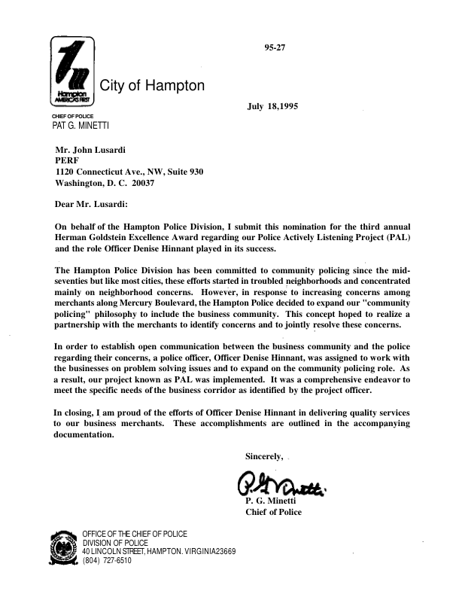 95-27
Hampton
AMERICA'S FIRST
City of Hampton
July 18,1995
CHIEF OF POLICE
PAT G. MINETTI
Mr. John Lusardi
PERF
1120 Connecticut Ave., NW, Suite 930
Washington, D. C. 20037
Dear Mr. Lusardi:
On behalf of the Hampton Police Division, I submit this nomination for the third annual
Herman Goldstein Excellence Award regarding our Police Actively Listening Project (PAL)
and the role Officer Denise Hinnant played in its success.
The Hampton Police Division has been committed to community policing since the mid-
seventies but like most cities, these efforts started in troubled neighborhoods and concentrated
mainly on neighborhood concerns. However, in response to increasing concerns among
merchants along Mercury Boulevard, the Hampton Police decided to expand our "community
policing" philosophy to include the business community. This concept hoped to realize a
partnership with the merchants to identify concerns and to jointly resolve these concerns.
In order to establish open communication between the business community and the police
regarding their concerns, a police officer, Officer Denise Hinnant, was assigned to work with
the businesses on problem solving issues and to expand on the community policing role. As
a result, our project known as PAL was implemented. It was a comprehensive endeavor to
meet the specific needs of the business corridor as identified by the project officer.
In closing, I am proud of the efforts of Officer Denise Hinnant in delivering quality services
to our business merchants. These accomplishments are outlined in the accompanying
documentation.
Sincerely,
P. G. Minetti
P. G. Minetti
Chief of Police
OFFICE OF THE CHIEF OF POLICE
DIVISION OF POLICE
40 LINCOLN STREET, HAMPTON. VIRGINIA23669
(804) 727-6510